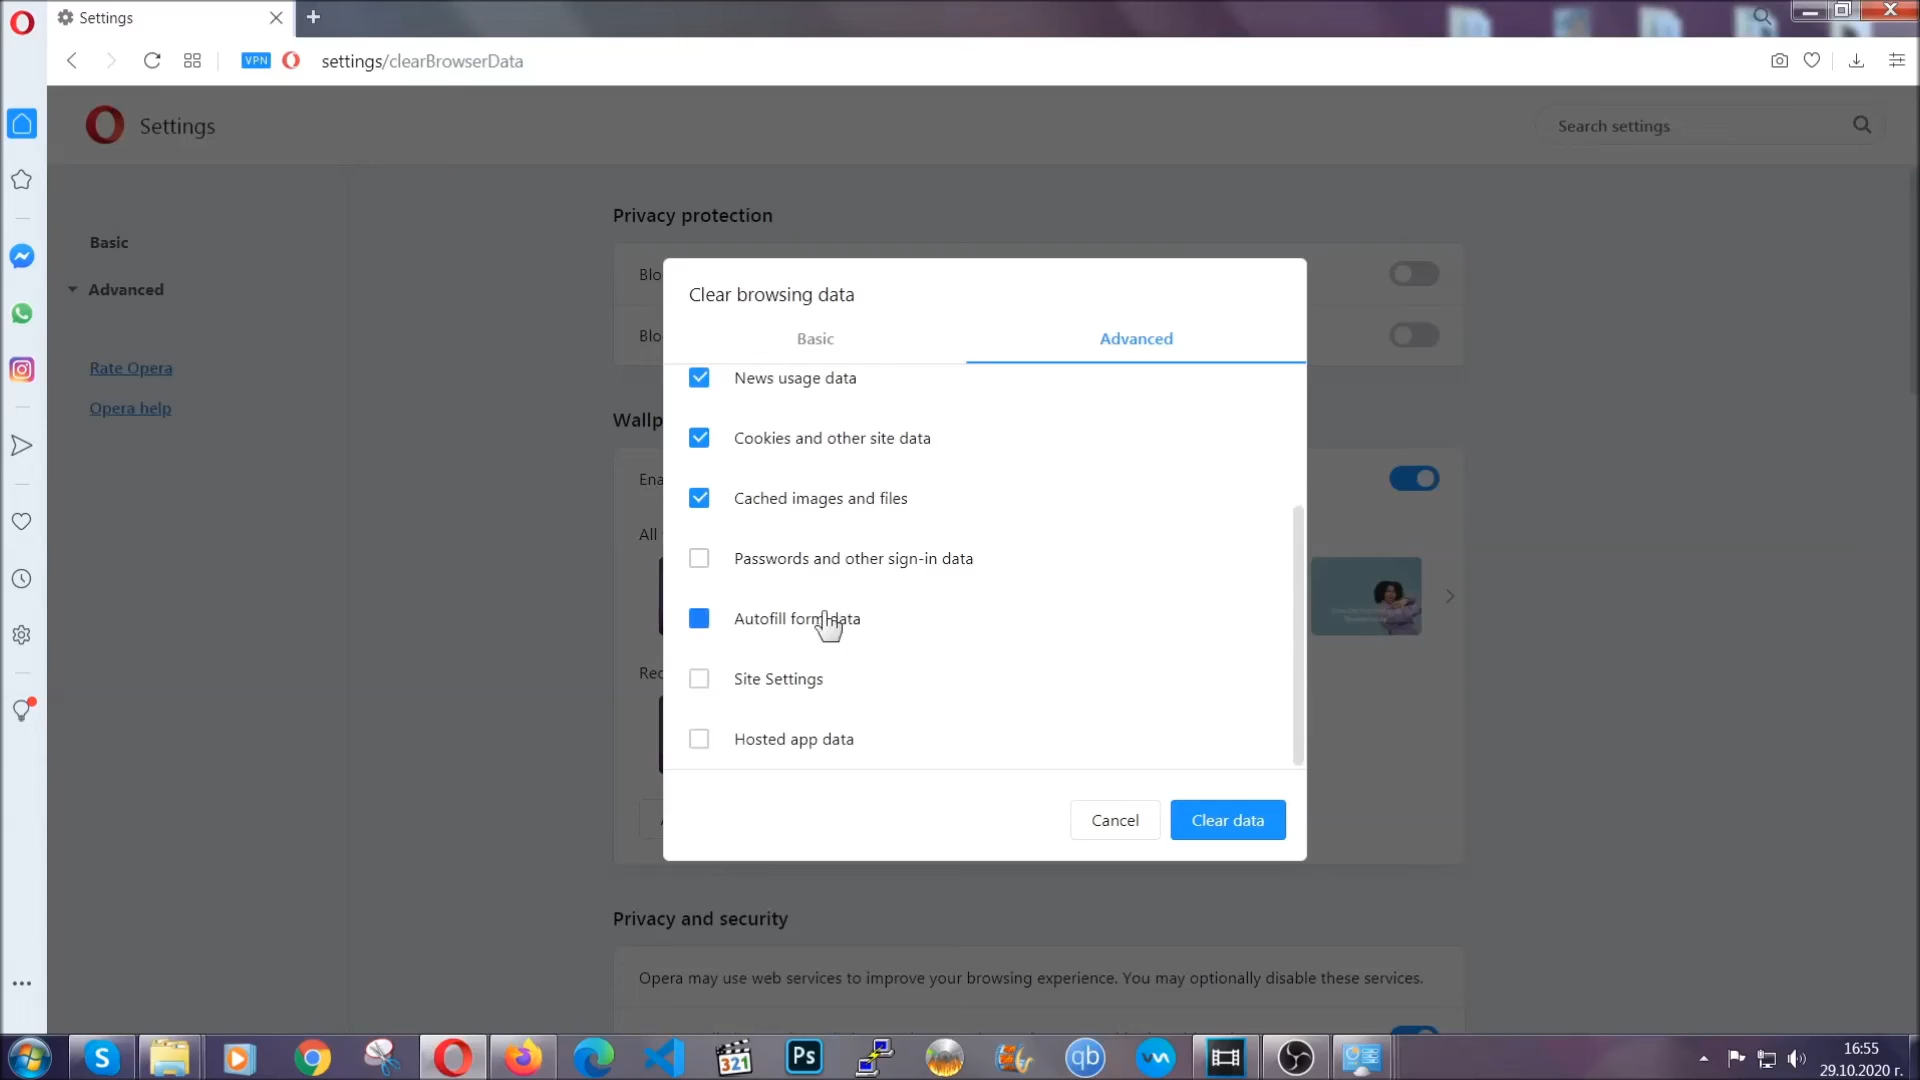 Settings
VPN
settings/clearBrowserData
Settings
Search settings
Basic
Advanced
Rate Opera
Opera help
Privacy protection
Blo
Blo
Wallp
Ena
All
Rec
Clear browsing data
Basic
Advanced
News usage data
Cookies and other site data
Cached images and files
Passwords and other sign-in data
Autofill form data
Site Settings
Hosted app data
Cancel
Clear data
Privacy and security
Opera may use web services to improve your browsing experience. You may optionally disable these services.
S
321
Ps
qb
16:55
29.10.2020 г.